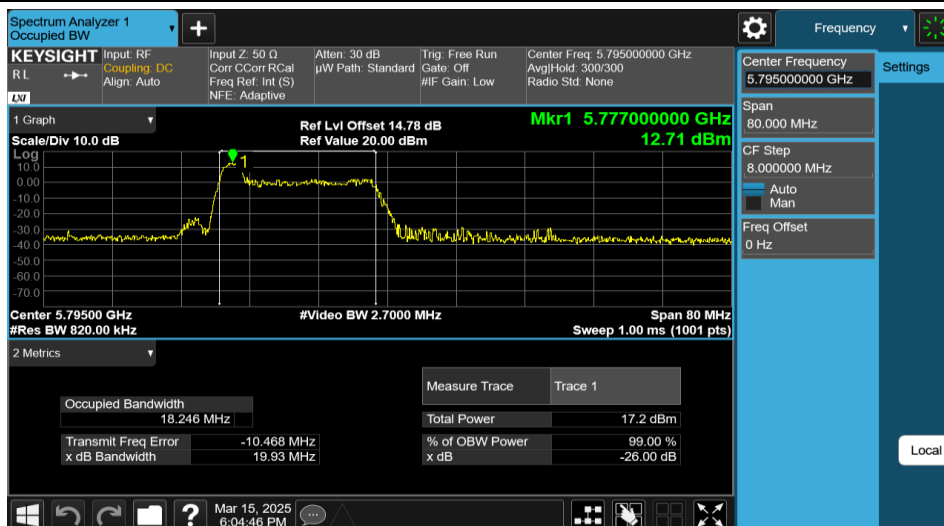 Spectrum Analyzer 1
Occupied BW
+
Frequency
KEYSIGHT
RL
LXI
Input: RF
Coupling: DC
Align: Auto
Input Z: 50 Ω
Corr CCorr RCal
Freq Ref: Int (S)
NFE: Adaptive
Atten: 30 dB
µW Path: Standard
Trig: Free Run
Gate: Off
#IF Gain: Low
Center Freq: 5.795000000 GHz
Avg|Hold: 300/300
Radio Std: None
Center Frequency
5.795000000 GHz
Settings
Span
80.000 MHz
CF Step
8.000000 MHz
Auto
Man
Freq Offset
0 Hz
Local
1 Graph
Scale/Div 10.0 dB
Ref Lvl Offset 14.78 dB
Ref Value 20.00 dBm
Mkr1 5.777000000 GHz
12.71 dBm
Log
1
10.0
0.00
-10.0
-20.0
-30.0
-40.0
-50.0
-60.0
-70.0
Center 5.79500 GHz
#Video BW 2.7000 MHz
Span 80 MHz
#Res BW 820.00 kHz
Sweep 1.00 ms (1001 pts)
2 Metrics
Measure Trace Trace 1
Occupied Bandwidth
18.246 MHz
Total Power 17.2 dBm
Transmit Freq Error -10.468 MHz
% of OBW Power 99.00 %
x dB Bandwidth 19.93 MHz
x dB -26.00 dB
?
Mar 15, 2025
6:04:46 PM